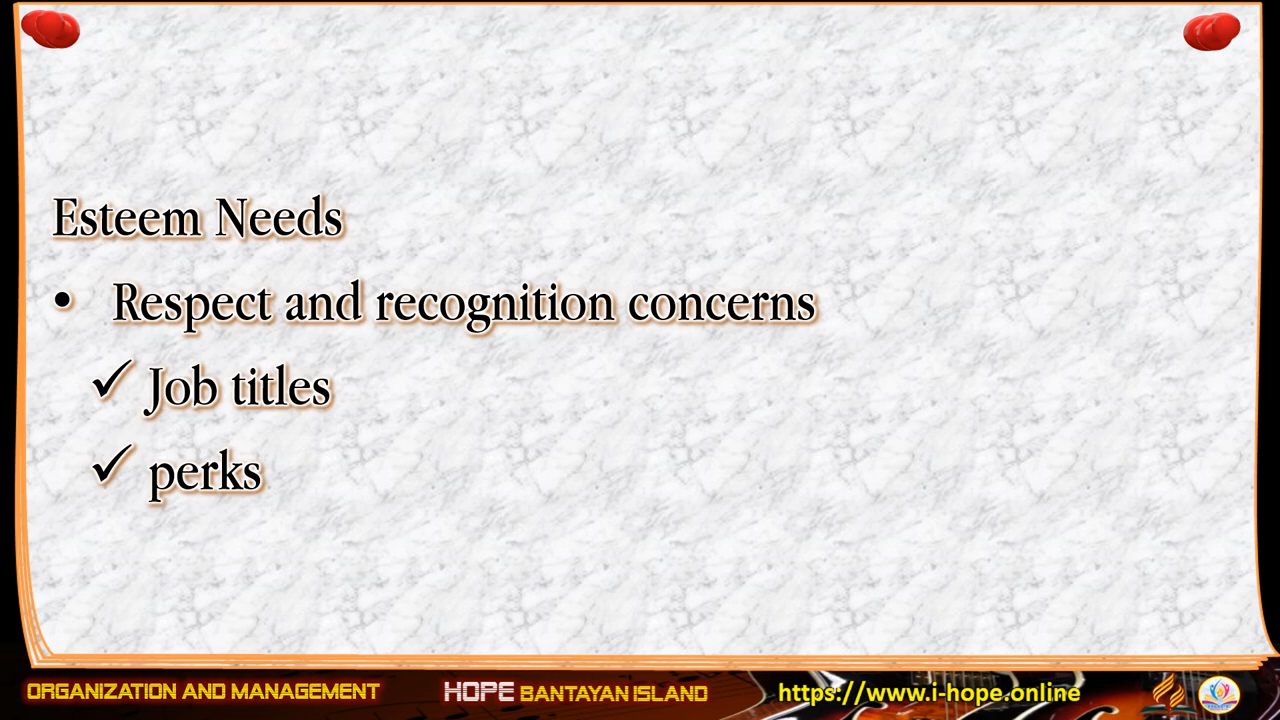 Esteem Needs
• Respect and recognition concerns
✓ Job titles
✓ perks
ORGANIZATION AND MANAGEMENT
HOPE BANTAYAN ISLAND
https://www.i-hope.online